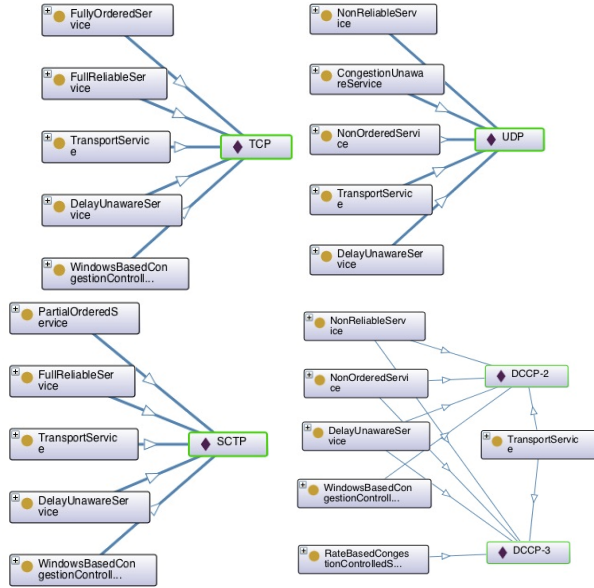 FullyOrderedSer
vice
FullReliableSer
vice
TransportServic
e
DelayUnawareSer
vice
WindowsBasedCon
gestionControll...
TCP
NonReliableServ
ice
CongestionUnawa
reService
NonOrderedServi
ce
TransportServic
e
DelayUnawareSer
vice
UDP
PartialOrderedS
ervice
FullReliableSer
vice
TransportServic
e
DelayUnawareSer
vice
WindowsBasedCon
gestionControll...
SCTP
NonReliableServ
ice
NonOrderedServi
ce
DelayUnawareSer
vice
WindowsBasedCon
gestionControll...
RateBasedConges
tionControlledS...
DCCP-2
TransportServic
e
DCCP-3